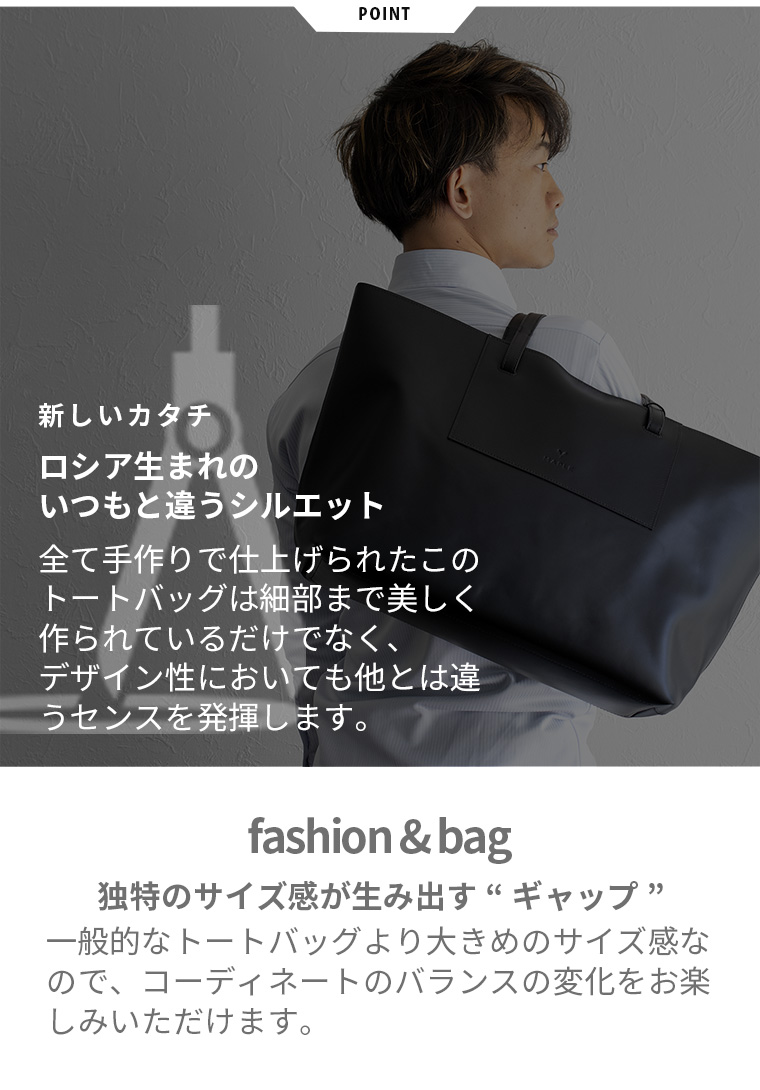 POINT
新しいカタチ
ロシア生まれの
いつもと違うシルエット
全て手作りで仕上げられたこの
トートバッグは細部まで美しく
作られているだけでなく、
デザイン性においても他とは違
うセンスを発揮します。
fashion & bag
独特のサイズ感が生み出す “ ギャップ ”
一般的なトートバッグより大きめのサイズ感な
ので、コーディネートのバランスの変化をお楽
しみいただけます。